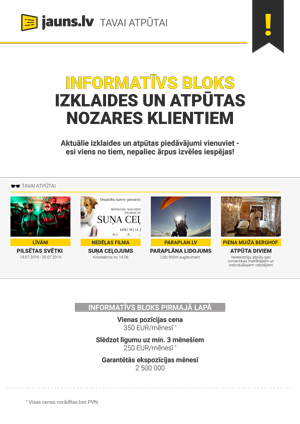 jauns.lv TAVAI ATPŪTAI
!
INFORMATĪVS BLOKS
IZKLAIDES UN ATPŪTAS
NOZARES KLIENTIEM
Aktuālie izklaides un atpūtas piedāvājumi vienuviet -
esi viens no tiem, nepaliec ārpus izvēles iespējas!
TAVAI ATPŪTAI
LĪVĀNI
PILSĒTAS SVĒTKI
19.07.2019 - 20.07.2019
NEDĒĻAS FILMA
SUŅA CEĻOJUMS
Kinoteātros no 14.06
PARAPLAN.LV
PARAPLĀNA LIDOJUMS
Līdz 900m augstumam
PIENA MUIŽA BERGHOF
ATPŪTA DIVIEM
INFORMATĪVS BLOKS PIRMAJĀ LAPĀ
Vienas pozīcijas cena
350 EUR/mēnesī *
Slēdzot līgumu uz min. 3 mēnešiem
250 EUR/mēnesī *
Garantētās ekspozīcijas mēnesī
2 500 000
* Visas cenas norādītas bez PVN